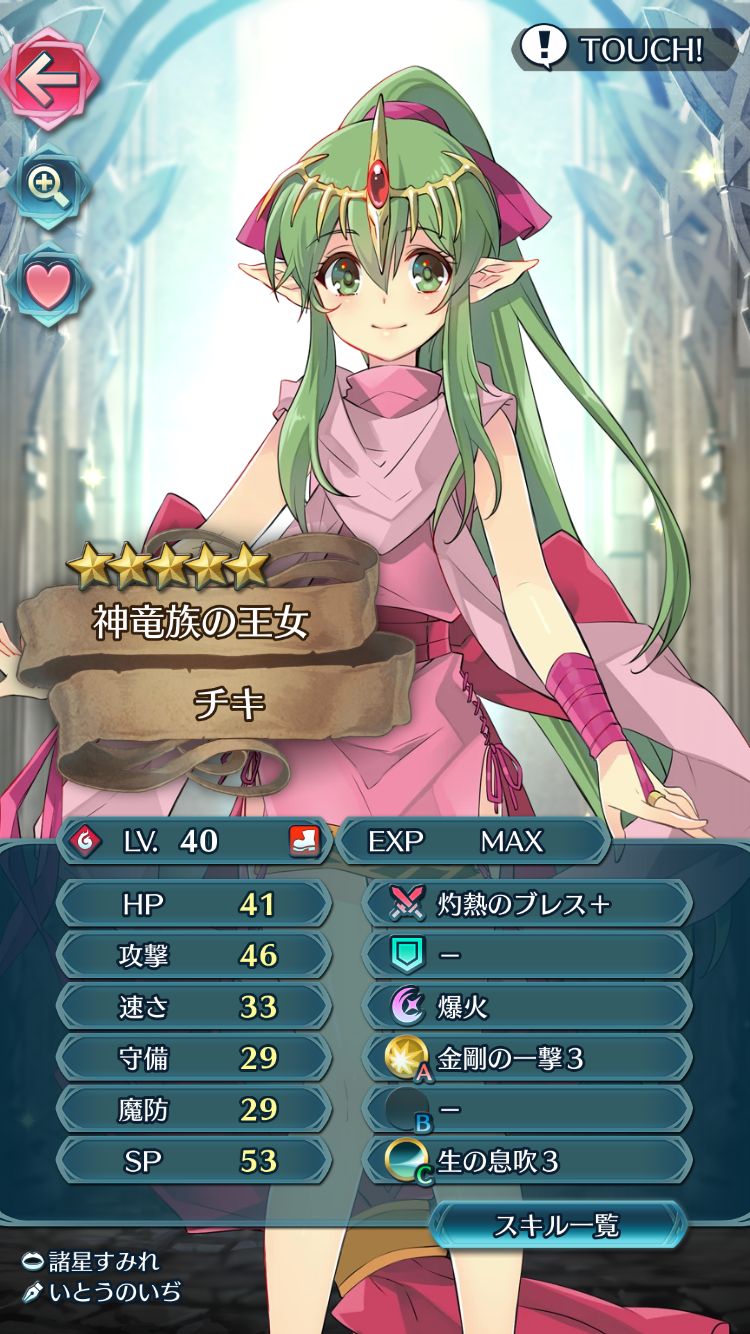 TOUCH!
神竜族の王女
チキ
LV. 40
EXP MAX
HP 41
灼熱のブレス+
攻撃 46
–
速さ 33
爆火
守備 29
A 金剛の一撃3
魔防 29
B –
SP 53
C 生の息吹3
スキル一覧
諸星すみれ
いとうのいぢ